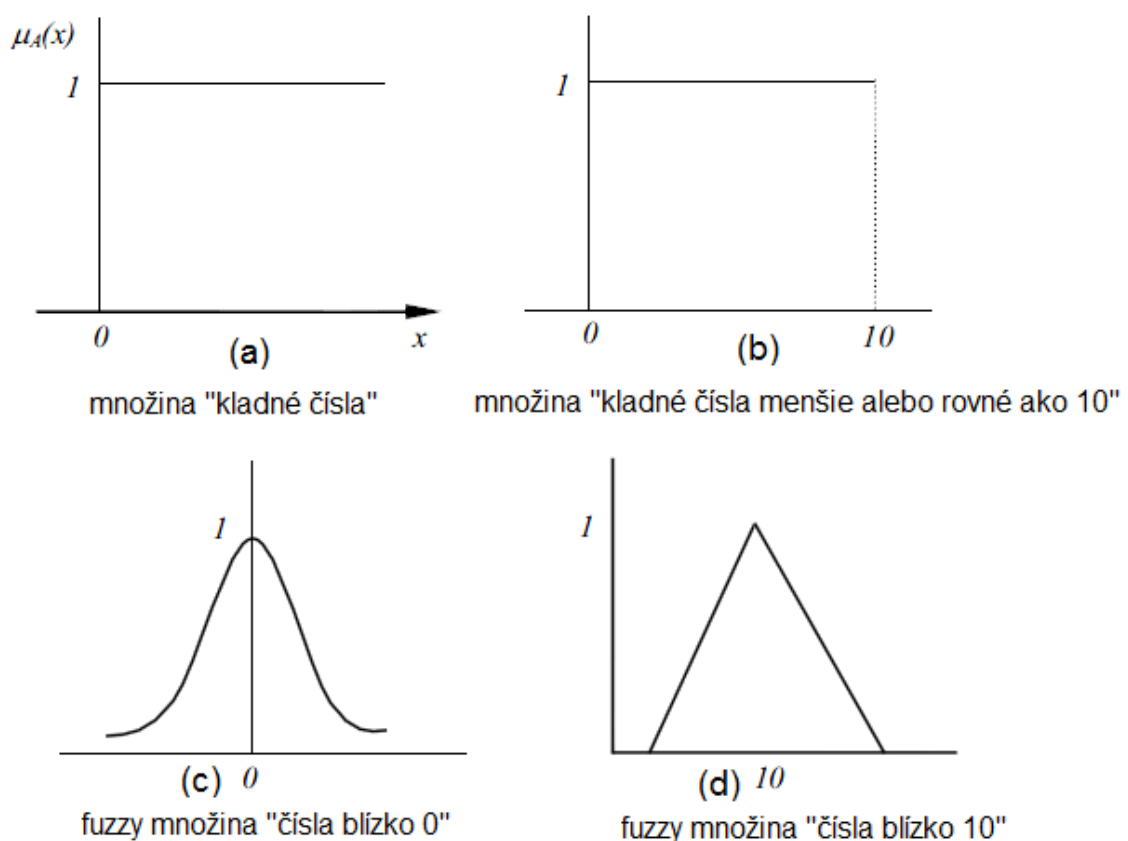 μA(x)
1
0
(a)
x
množina "kladné čísla"
1
0
(b)
10
množina "kladné čísla menšie alebo rovné ako 10"
1
(c) 0
fuzzy množina "čísla blízko 0"
1
(d) 10
fuzzy množina "čísla blízko 10"